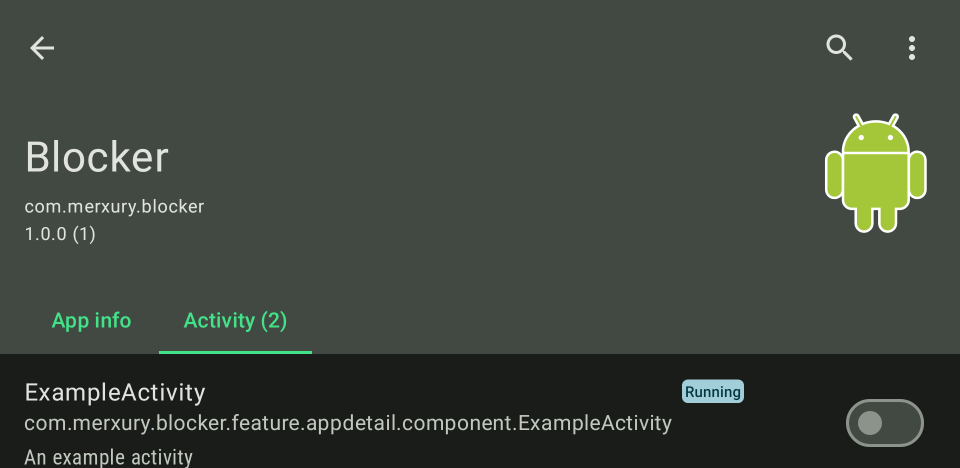 Blocker
com.merxury.blocker
1.0.0 (1)
App info
Activity (2)
ExampleActivity
Running
com.merxury.blocker.feature.appdetail.component.ExampleActivity
An example activity